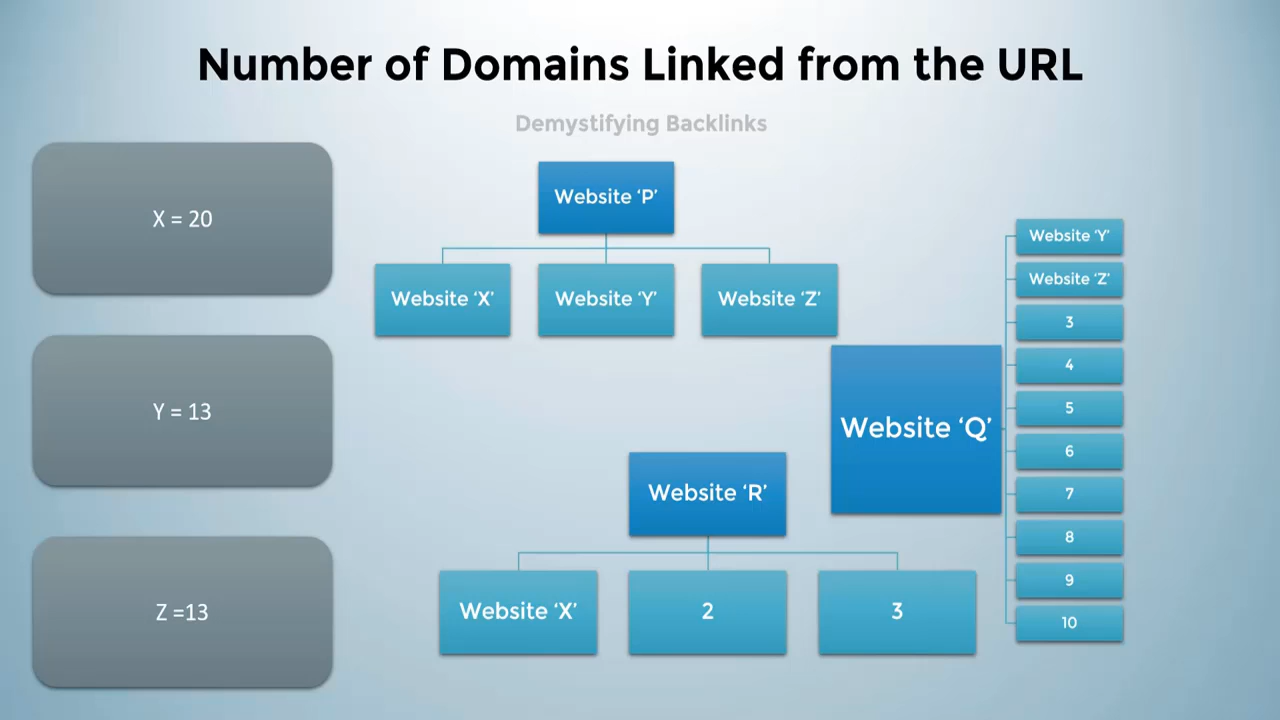 Number of Domains Linked from the URL
Demystifying Backlinks
X = 20
Y = 13
Z =13
Website ‘P’
Website ‘X’
Website ‘Y’
Website ‘Z’
Website ‘R’
Website ‘X’
2
3
Website ‘Q’
Website ‘Y’
Website ‘Z’
3
4
5
6
7
8
9
10